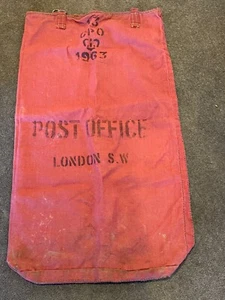 GPO
1963
POST OFFICE
LONDON S.W